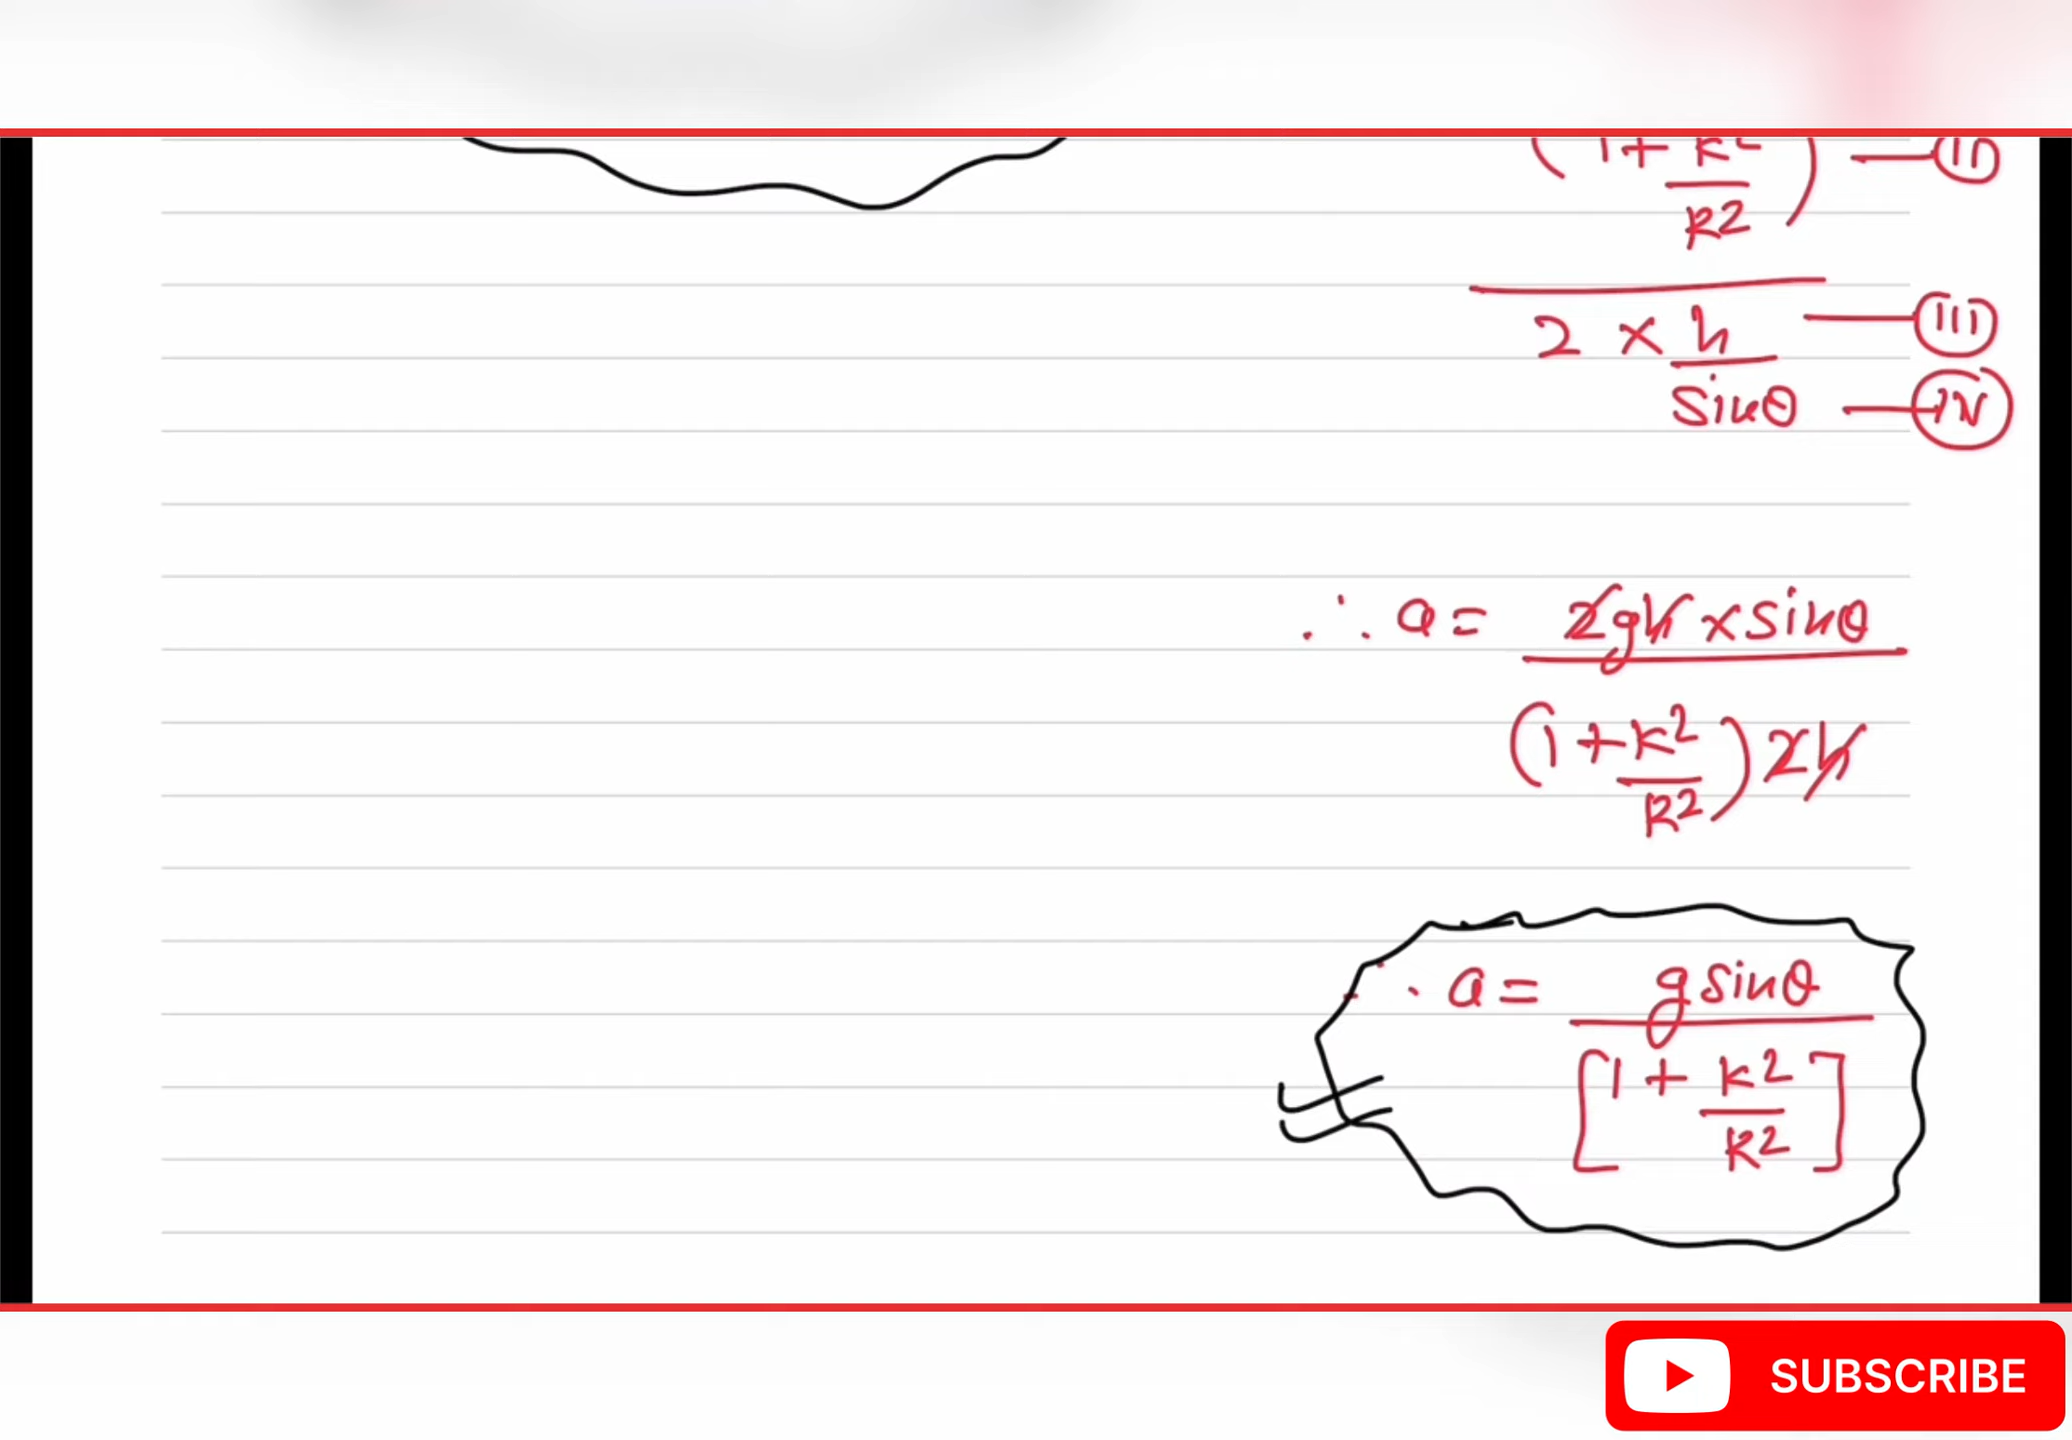 (1 + K²/R²) — (II)
2 × h — (III)
sinθ — (IV)
∴ a = 2gh × sinθ
(1 + K²/R²) 2h
∴ a = g sinθ
[1 + K²/R²]
SUBSCRIBE